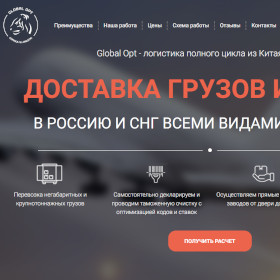 GLOBAL OPT
Преимущества Наша работа Цены Схема работы Отзывы Контакты
Global Opt - логистика полного цикла из Кита
ДОСТАВКА ГРУЗОВ И
В РОССИЮ И СНГ ВСЕМИ ВИДАМИ
Перевозка негабаритных и
крупнотоннажных грузов
Самостоятельно декларируем и
проводим таможенную очистку с
оптимизацией кодов и ставок
Осуществляем прямые
заводов от двери д
ПОЛУЧИТЬ РАСЧЕТ